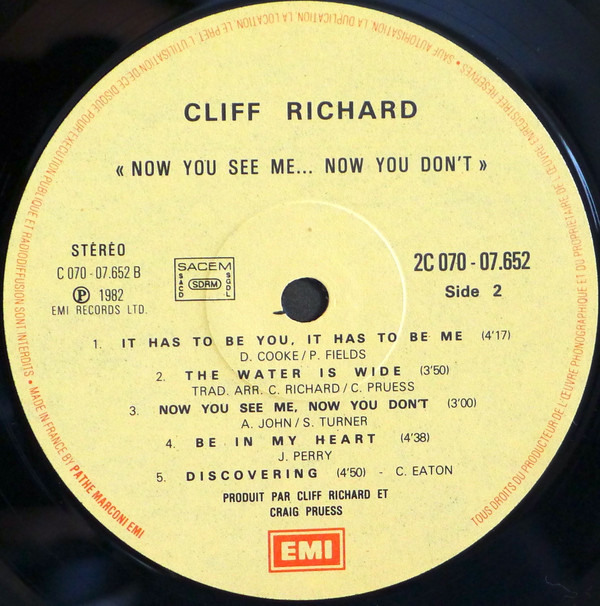 CLIFF RICHARD
« NOW YOU SEE ME... NOW YOU DON'T »
STÉRÉO
C 070 - 07.652 B
Ⓟ 1982
EMI RECORDS LTD.
SACEM
SACD
SDRM
SGDL
2C 070 - 07.652
Side 2
1. IT HAS TO BE YOU, IT HAS TO BE ME (4'17)
D. COOKE / P. FIELDS
2. THE WATER IS WIDE (3'50)
TRAD. ARR. C. RICHARD / C. PRUESS
3. NOW YOU SEE ME, NOW YOU DON'T (3'00)
A. JOHN / S. TURNER
4. BE IN MY HEART (4'38)
J. PERRY
5. DISCOVERING (4'50) - C. EATON
PRODUIT PAR CLIFF RICHARD ET
CRAIG PRUESS
EMI
TOUS DROITS DU PRODUCTEUR DE L'ŒUVRE PHONOGRAPHIQUE ET DU PROPRIETAIRE DE L'ŒUVRE ENREGISTREE RESERVES • SAUF AUTORISATION, LA DUPLICATION, LA LOCATION, LE PRET, L'UTILISATION DE CE DISQUE POUR EXECUTION PUBLIQUE ET RADIODIFFUSION SONT INTERDITS • MADE IN FRANCE BY PATHE MARCONI EMI